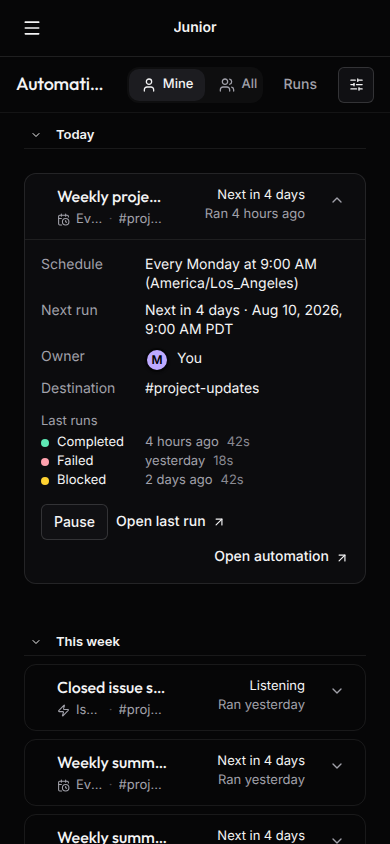 Junior
Automati...
Mine
All
Runs
Today
Weekly proje...
Next in 4 days
Ev... · #proj...
Ran 4 hours ago
Schedule
Every Monday at 9:00 AM
(America/Los_Angeles)
Next run
Next in 4 days · Aug 10, 2026,
9:00 AM PDT
Owner
M You
Destination
#project-updates
Last runs
Completed 4 hours ago 42s
Failed yesterday 18s
Blocked 2 days ago 42s
Pause
Open last run
Open automation
This week
Closed issue s...
Listening
Is... · #proj...
Ran yesterday
Weekly summ...
Next in 4 days
Ev... · #proj...
Ran yesterday
Weekly summ...
Next in 4 days